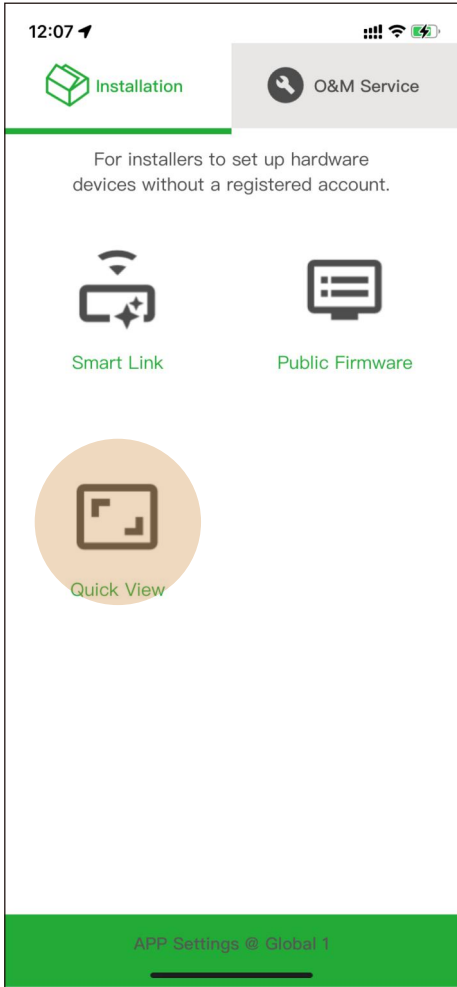 12:07
Installation
O&M Service
For installers to set up hardware
devices without a registered account.
Smart Link
Public Firmware
Quick View
APP Settings @ Global 1